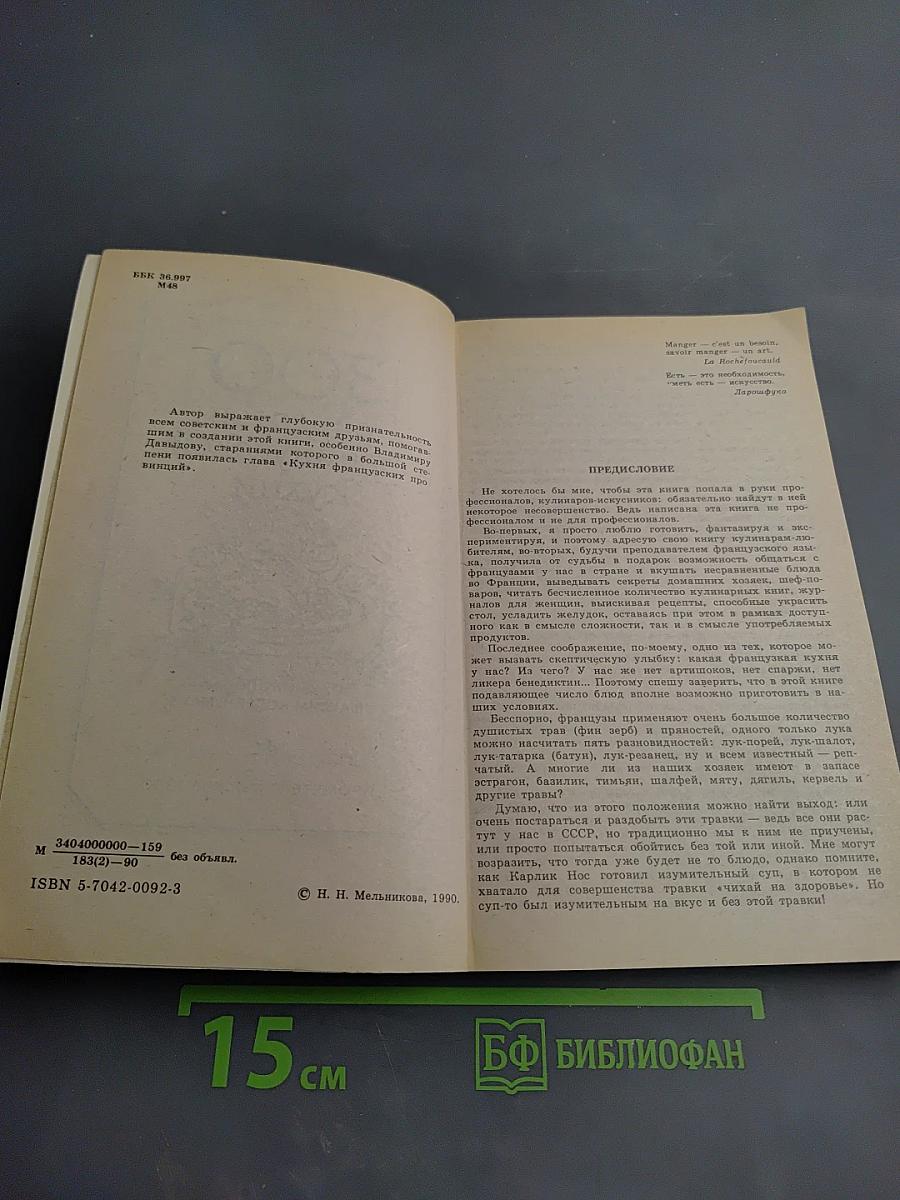 ББК 36.997
М48
Автор выражает глубокую признательность
всем советским и французским друзьям, помогав-
шим в создании этой книги, особенно Владимиру
Давыдову, стараниями которого в большой сте-
пени появилась глава «Кухня французских про
винций».
М 3404000000—159
183(2)—90 без объявл.
ISBN 5-7042-0092-3
© Н. Н. Мельникова, 1990.
Manger — c'est un besoin,
savoir manger — un art.
La Rochefoucauld
Есть — это необходимость,
уметь есть — искусство.
Ларошфука
ПРЕДИСЛОВИЕ
Не хотелось бы мне, чтобы эта книга попала в руки про-
фессионалов, кулинаров-искусников: обязательно найдут в ней
некоторое несовершенство. Ведь написана эта книга не про-
фессионалом и не для профессионалов.
Во-первых, я просто люблю готовить, фантазируя и экс-
периментируя, и поэтому адресую свою книгу кулинарам-лю-
бителям, во-вторых, будучи преподавателем французского язы-
ка, получила от судьбы в подарок возможность общаться с
французами у нас в стране и вкушать несравненные блюда
во Франции, выведывать секреты домашних хозяек, шеф-по-
варов, читать бесчисленное количество кулинарных книг, жур-
налов для женщин, выискивая рецепты, способные украсить
стол, усладить желудок, оставаясь при этом в рамках доступ-
ного как в смысле сложности, так и в смысле употребляемых
продуктов.
Последнее соображение, по-моему, одно из тех, которое мо-
жет вызвать скептическую улыбку: какая французкая кухня
у нас? Из чего? У нас же нет артишоков, нет спаржи, нет
ликера бенедиктин... Поэтому спешу заверить, что в этой книге
подавляющее число блюд вполне возможно приготовить в на-
ших условиях.
Бесспорно, французы применяют очень большое количество
душистых трав (фин зерб) и пряностей, одного только лука
можно насчитать пять разновидностей: лук-порей, лук-шалот,
лук-татарка (батун), лук-резанец, ну и всем известный — реп-
чатый. А многие ли из наших хозяек имеют в запасе
эстрагон, базилик, тимьян, шалфей, мяту, дягиль, кервель и
другие травы?
Думаю, что из этого положения можно найти выход: или
очень постараться и раздобыть эти травки — ведь все они рас-
тут у нас в СССР, но традиционно мы к ним не приучены,
или просто попытаться обойтись без той или иной. Мне могут
возразить, что тогда уже будет не то блюдо, однако помните,
как Карлик Нос готовил изумительный суп, в котором не
хватало для совершенства травки «чихай на здоровье». Но
суп-то был изумительным на вкус и без этой травки!
15 см
БФ БИБЛИОФАН